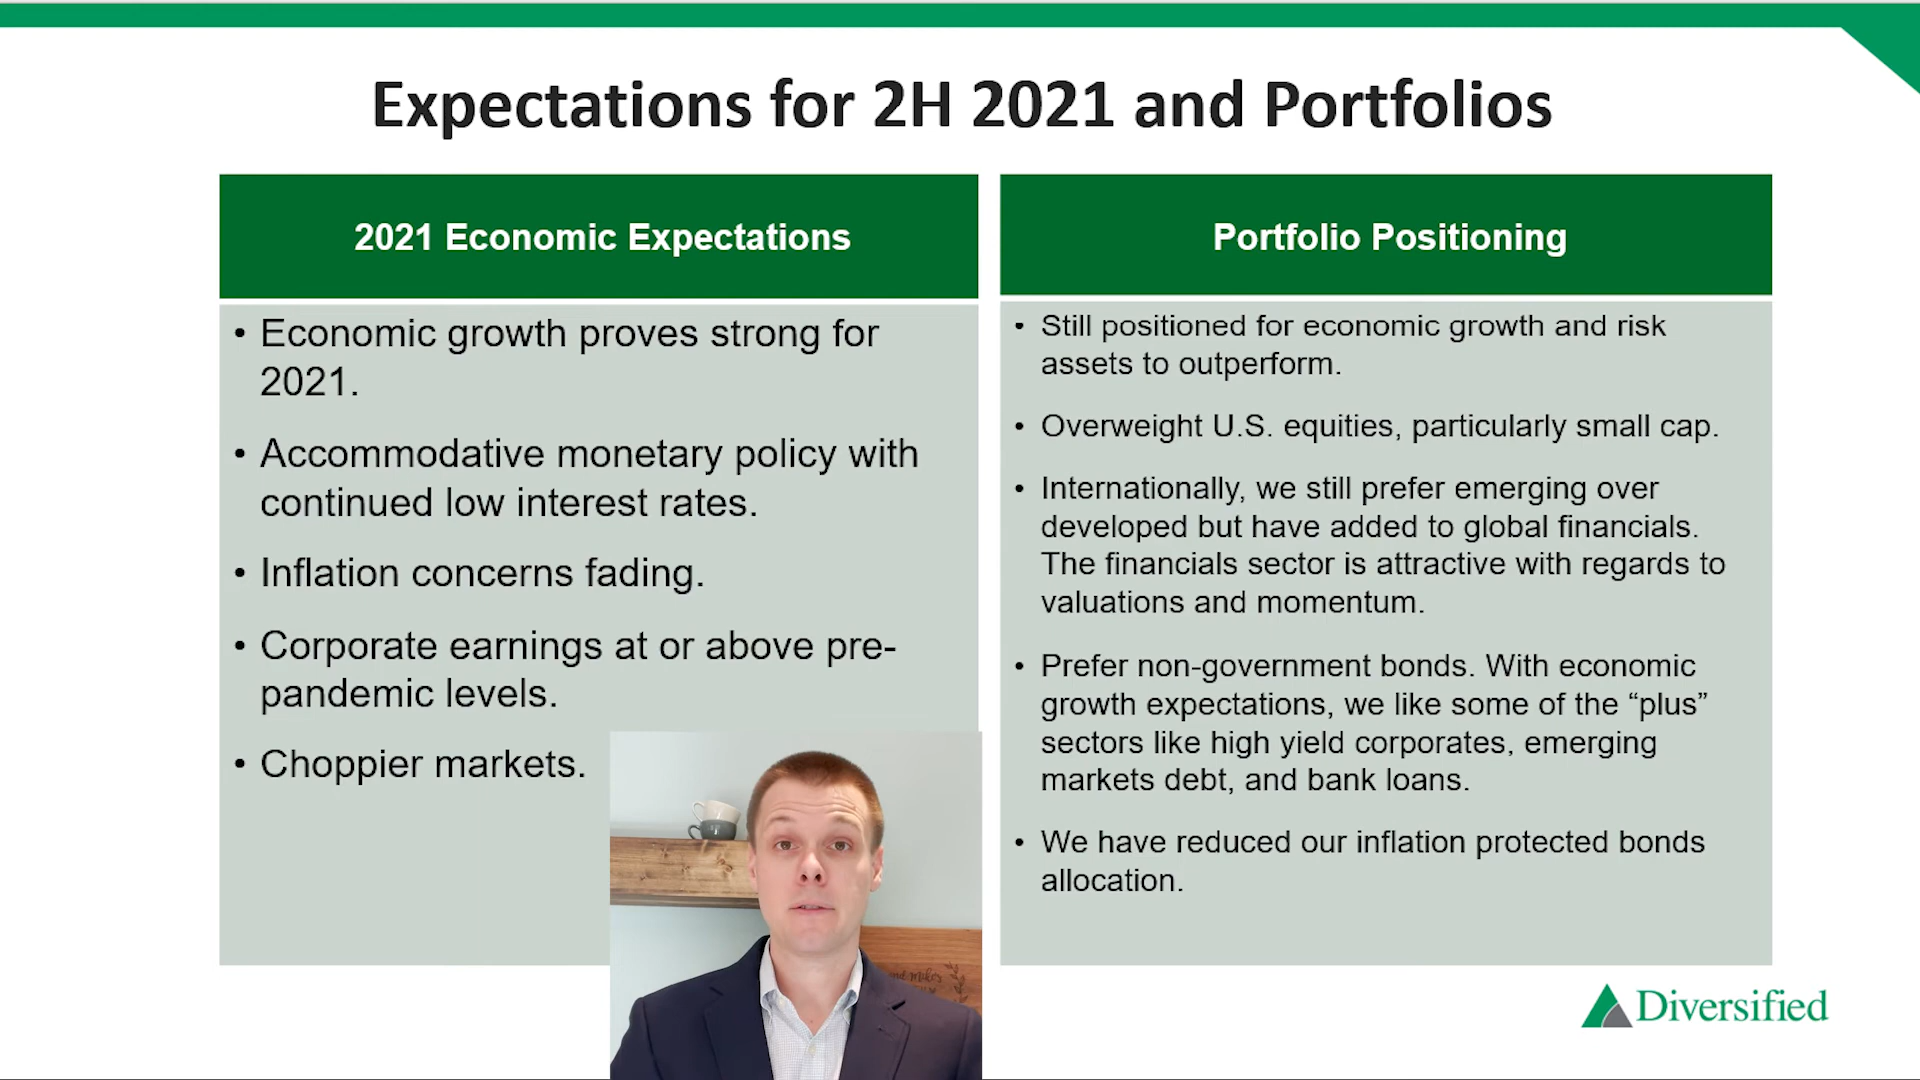 Expectations for 2H 2021 and Portfolios
2021 Economic Expectations
• Economic growth proves strong for
2021.
• Accommodative monetary policy with
continued low interest rates.
• Inflation concerns fading.
• Corporate earnings at or above pre-
pandemic levels.
• Choppier markets.
Portfolio Positioning
• Still positioned for economic growth and risk
assets to outperform.
• Overweight U.S. equities, particularly small cap.
• Internationally, we still prefer emerging over
developed but have added to global financials.
The financials sector is attractive with regards to
valuations and momentum.
• Prefer non-government bonds. With economic
growth expectations, we like some of the “plus”
sectors like high yield corporates, emerging
markets debt, and bank loans.
• We have reduced our inflation protected bonds
allocation.
Diversified